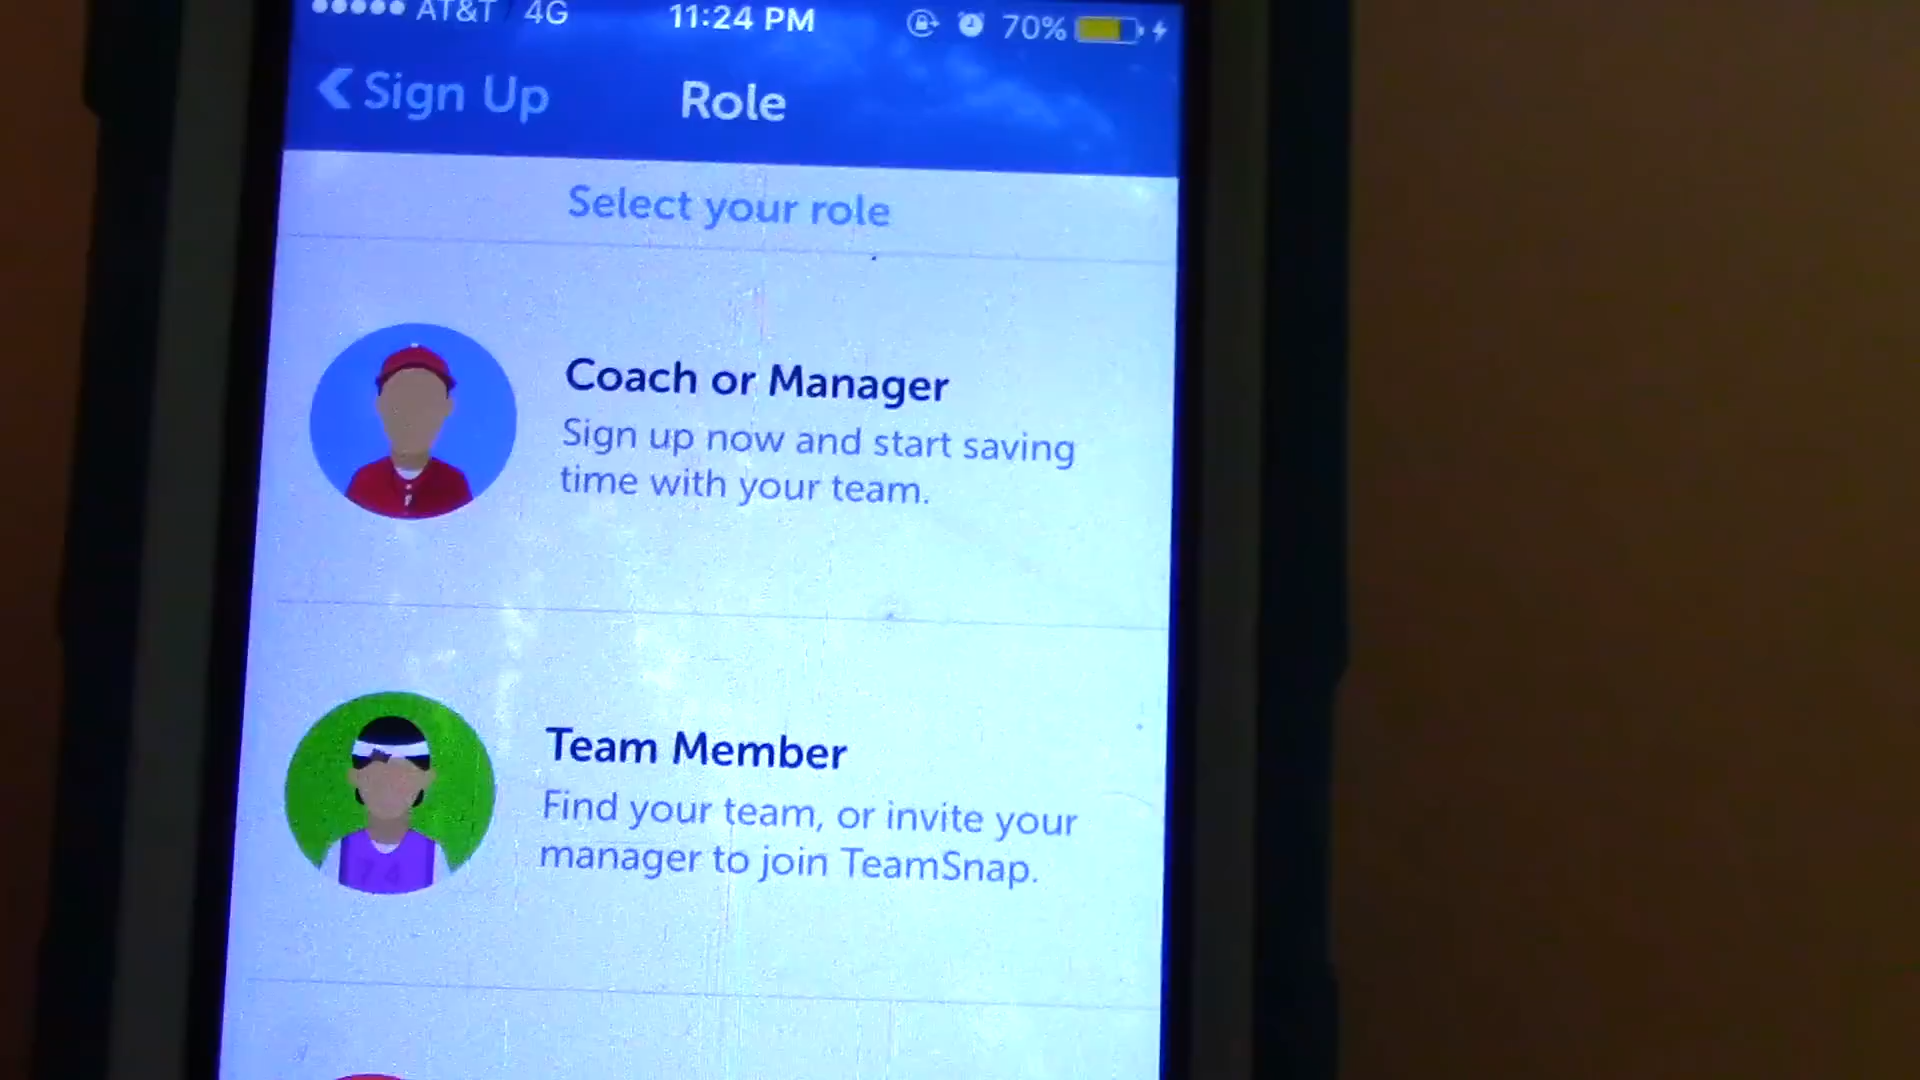 AT&T 4G 11:24 PM 70%
Sign Up Role
Select your role
Coach or Manager
Sign up now and start saving
time with your team.
Team Member
Find your team, or invite your
manager to join TeamSnap.
74